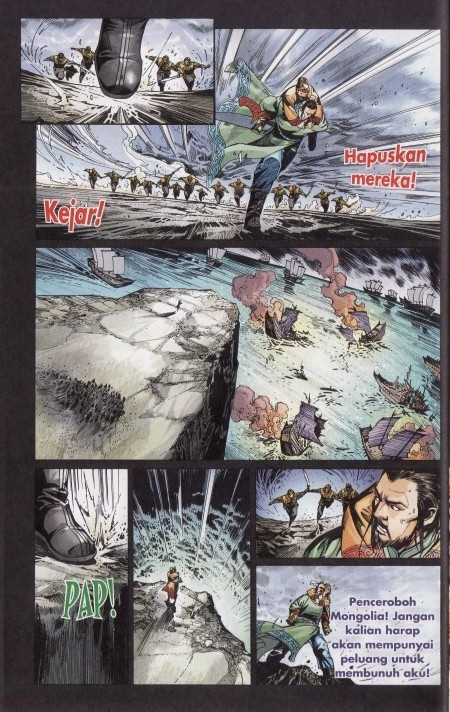 Hapuskan
mereka!
Kejar!
PAP!
Penceroboh
Mongolia! Jangan
kalian harap
akan mempunyai
peluang untuk
membunuh aku!